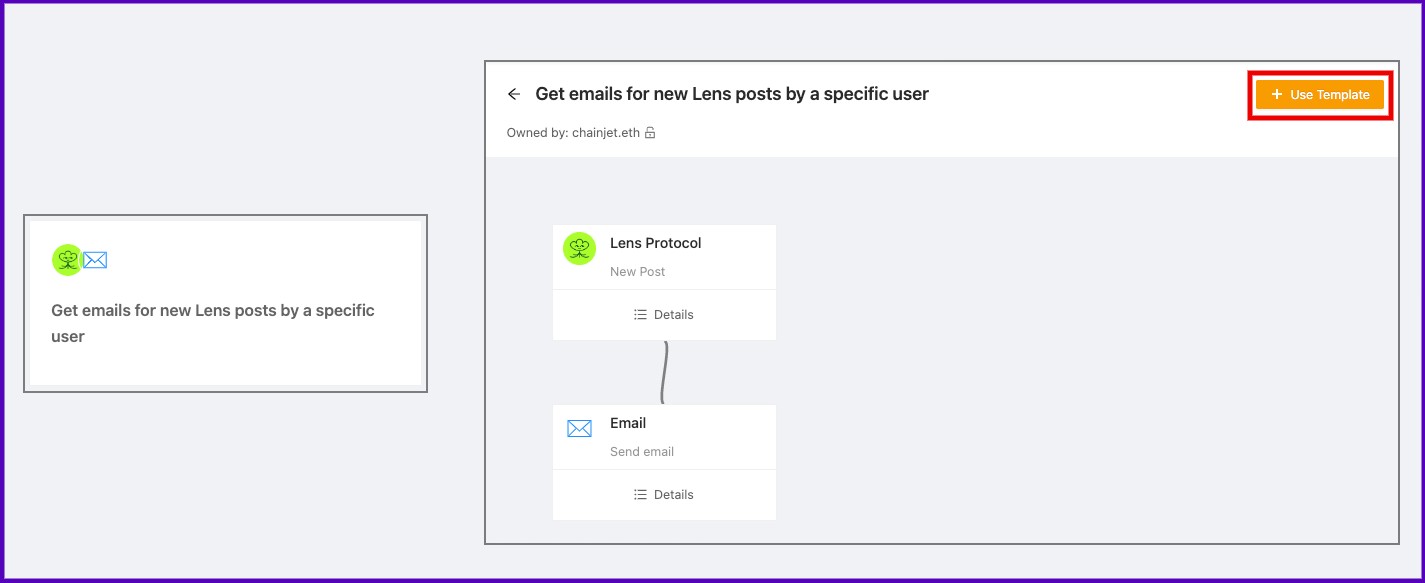 Get emails for new Lens posts by a specific
user
Get emails for new Lens posts by a specific user
Use Template
Owned by: chainjet.eth
Lens Protocol
New Post
Details
Email
Send email
Details